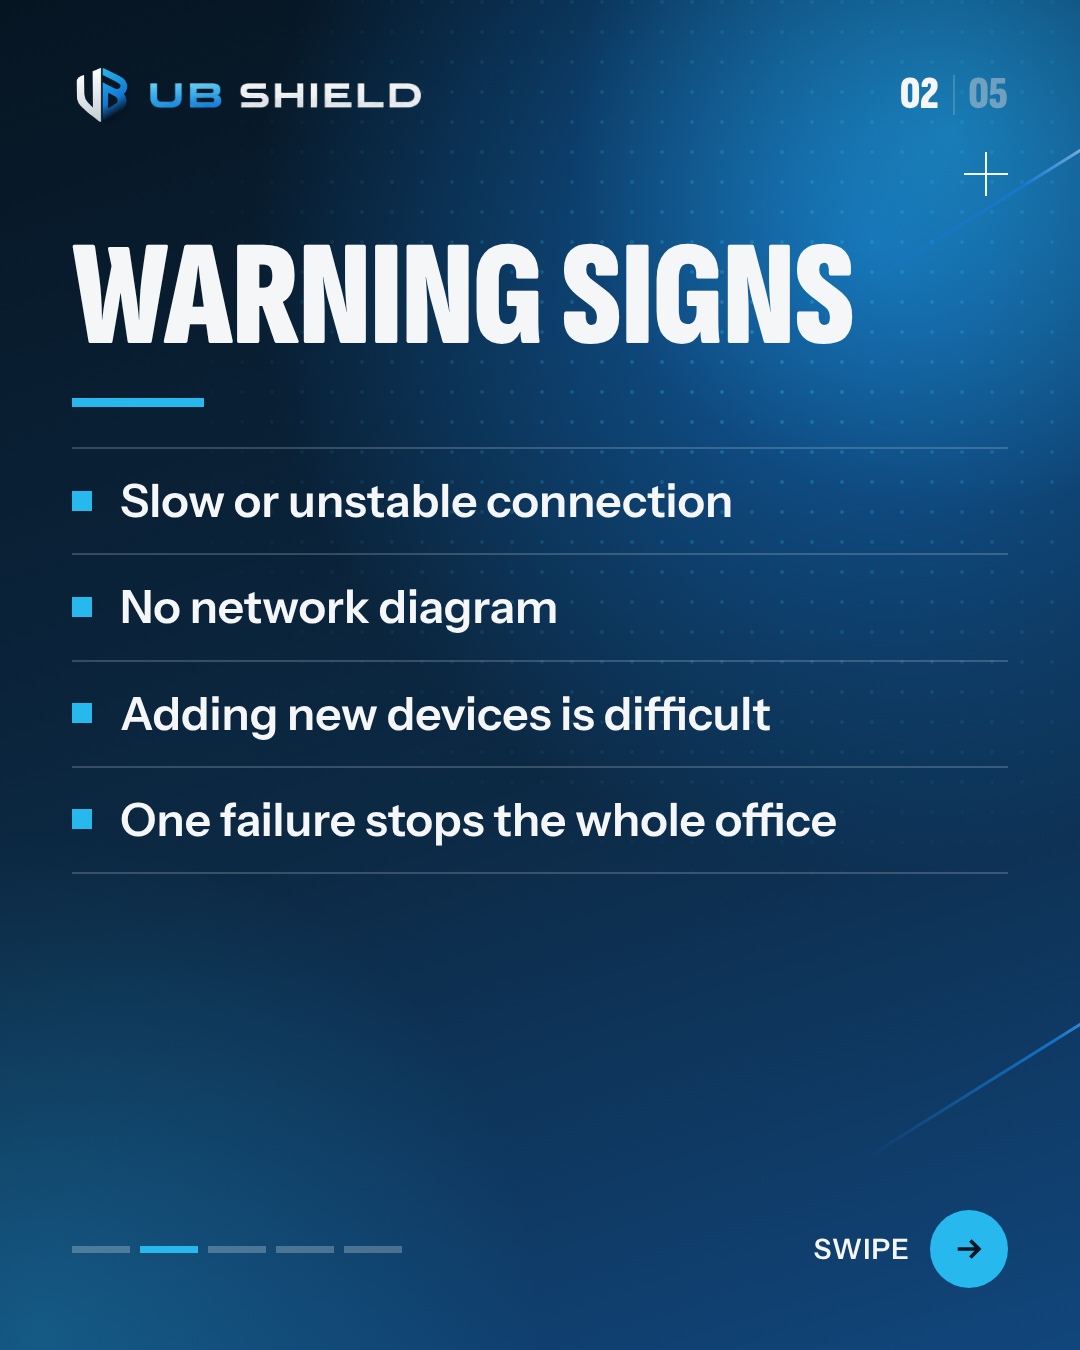 UB SHIELD
02 | 05
WARNING SIGNS
Slow or unstable connection
No network diagram
Adding new devices is difficult
One failure stops the whole office
SWIPE